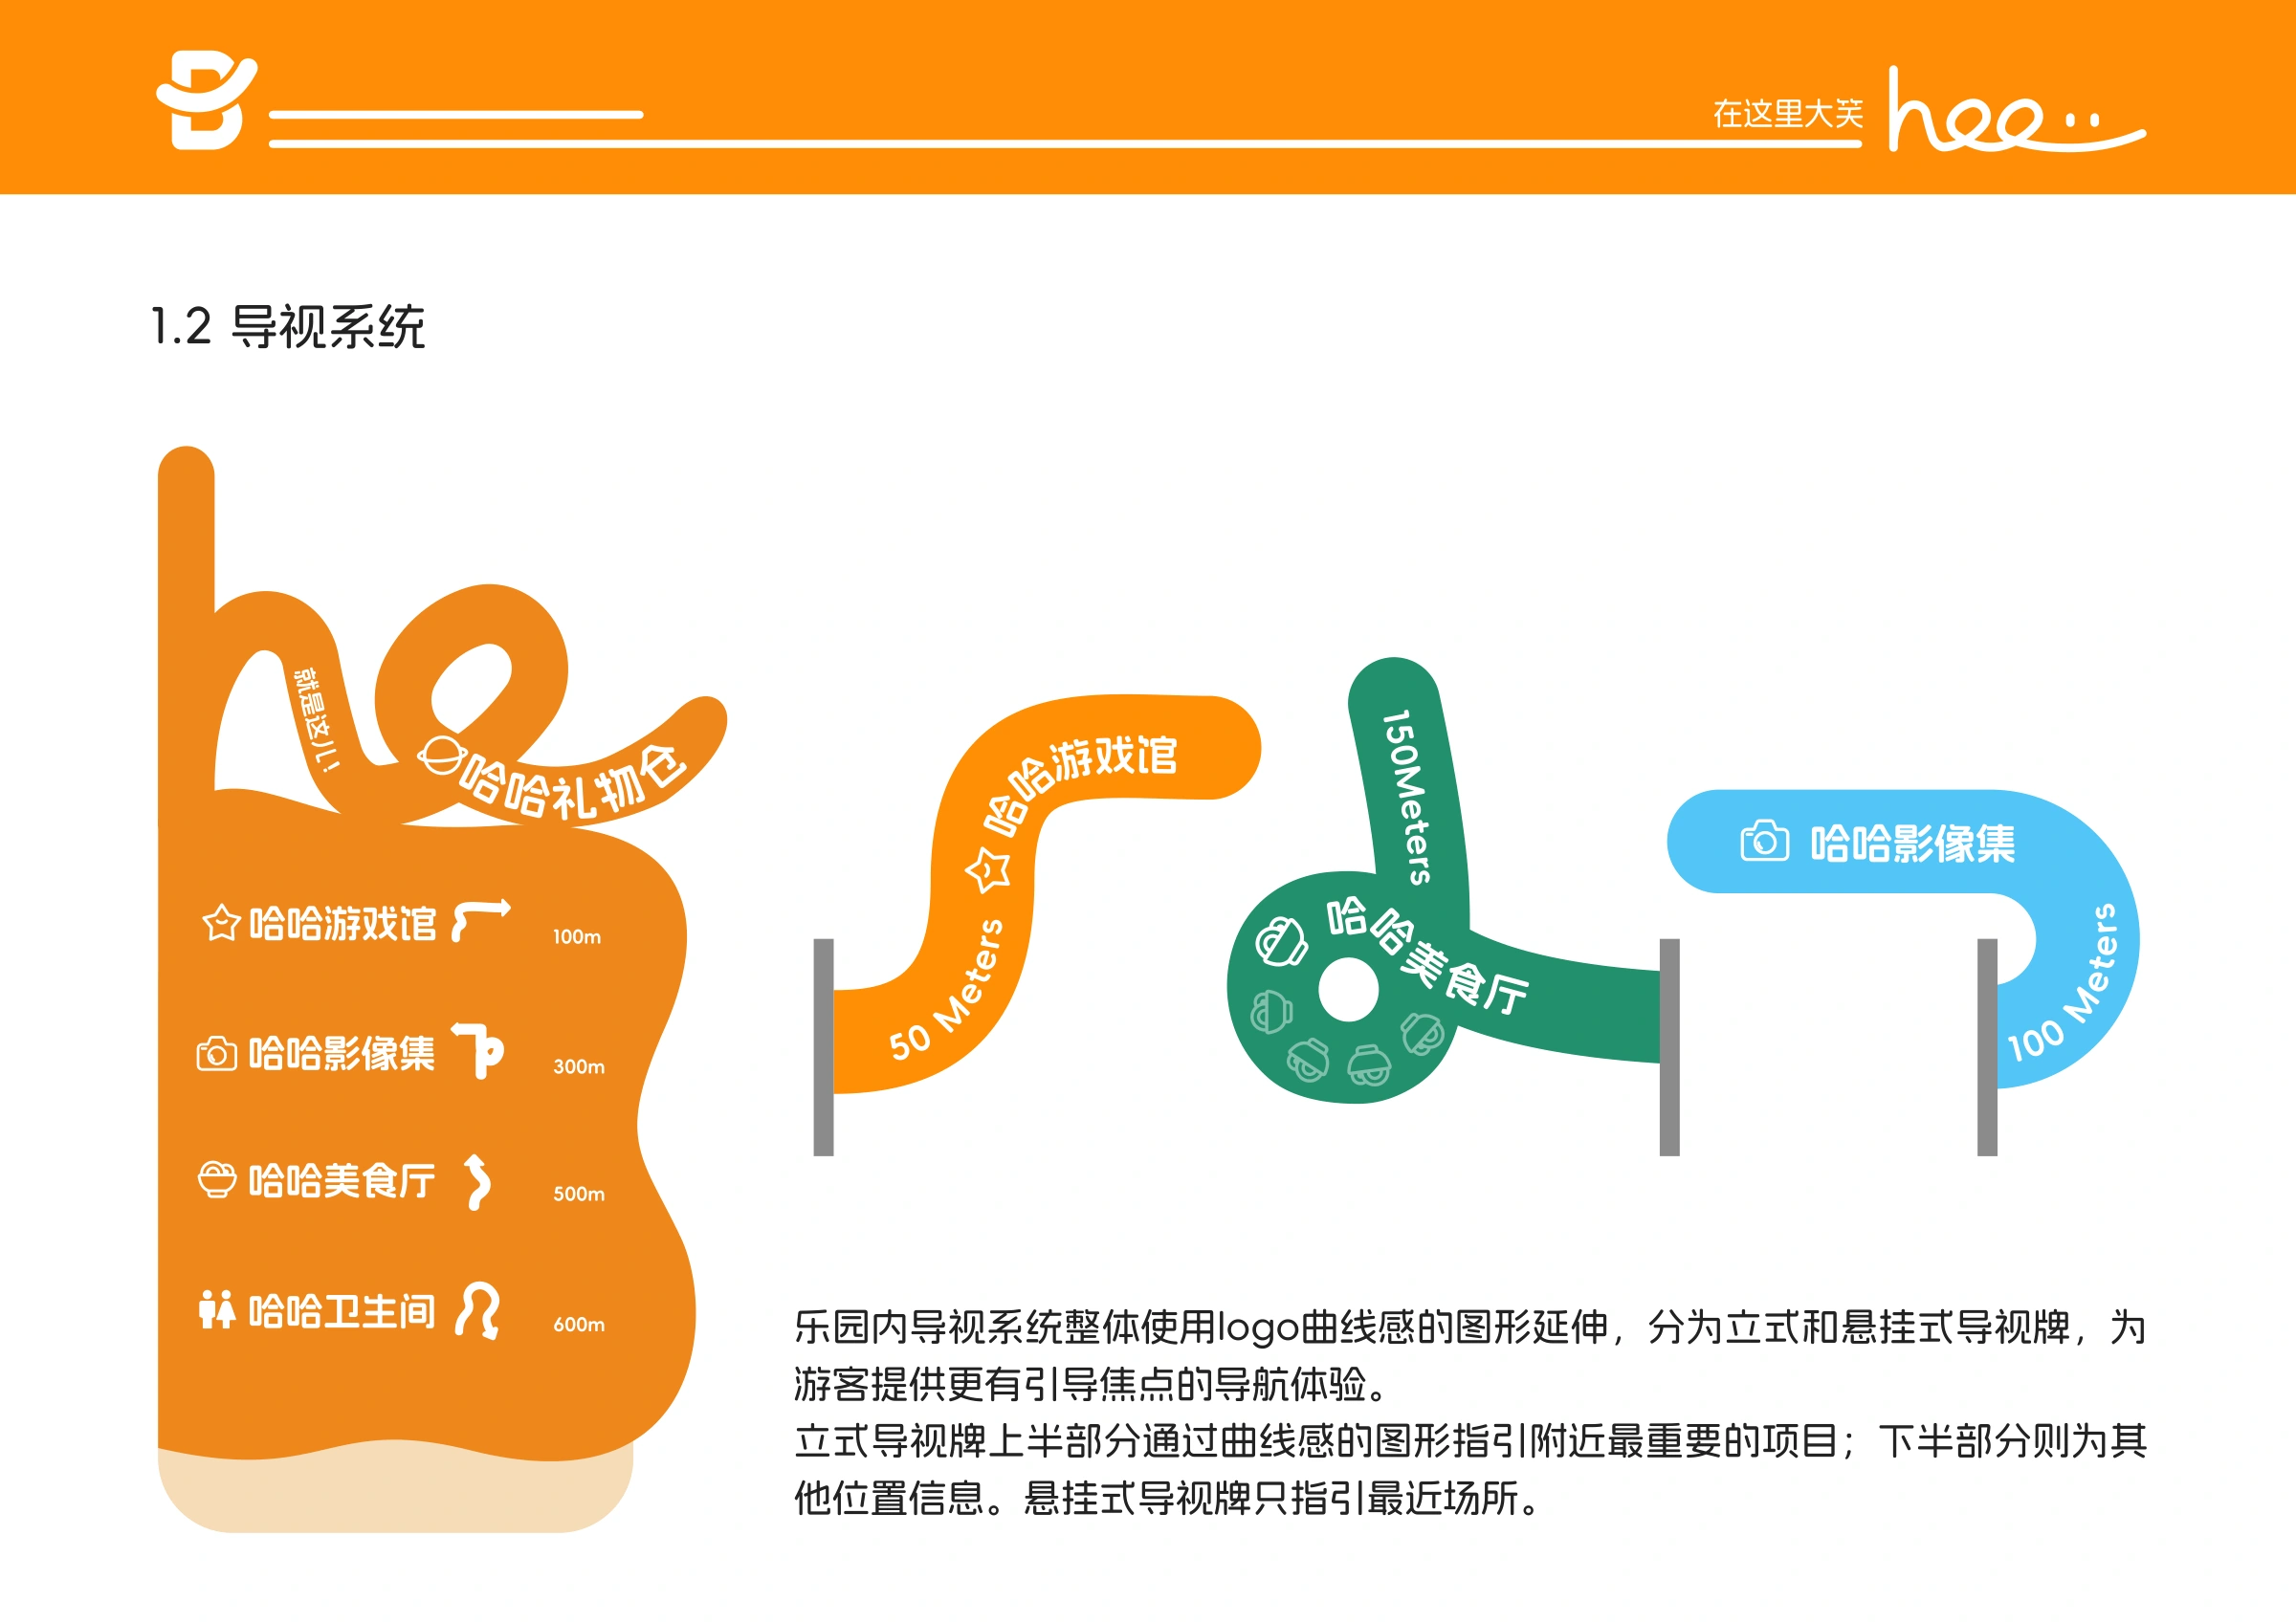 在这里大笑
hee
1.2 导视系统
he
就是这儿！
哈哈礼物仓
哈哈游戏馆 100m
哈哈影像集 300m
哈哈美食厅 500m
哈哈卫生间 600m
50 Meters
哈哈游戏馆
150Meters
哈哈美食厅
哈哈影像集
100 Meters
乐园内导视系统整体使用logo曲线感的图形延伸，分为立式和悬挂式导视牌，为
游客提供更有引导焦点的导航体验。
立式导视牌上半部分通过曲线感的图形指引附近最重要的项目；下半部分则为其
他位置信息。悬挂式导视牌只指引最近场所。